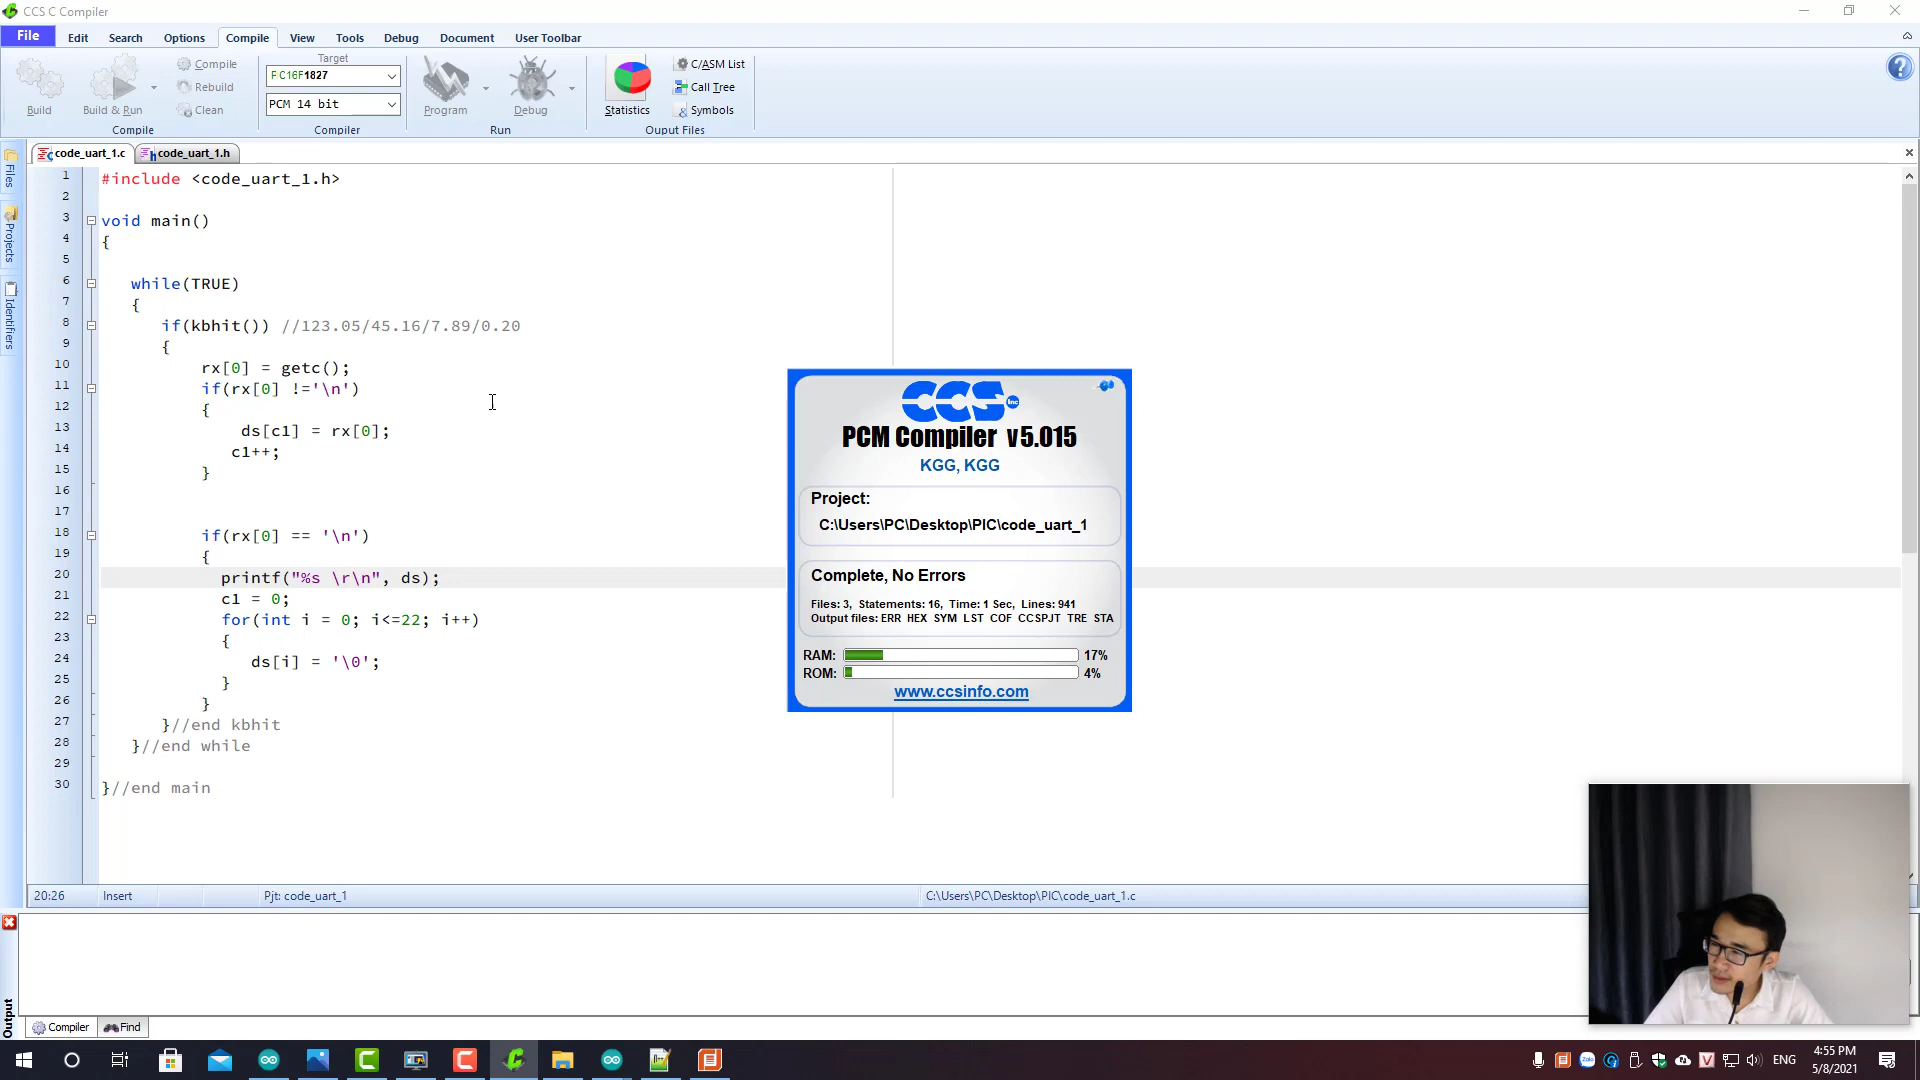 CCS C Compiler
File Edit Search Options Compile View Tools Debug Document User Toolbar
Build
Build & Run
Compile
Rebuild
Clean
Compile
Target
PIC16F1827
PCM 14 bit
Compiler
Program
Debug
Run
Statistics
C/ASM List
Call Tree
Symbols
Ouput Files
code_uart_1.c
code_uart_1.h
Files
Projects
Identifiers
1 #include <code_uart_1.h>
2
3 void main()
4 {
5
6 while(TRUE)
7 {
8 if(kbhit()) //123.05/45.16/7.89/0.20
9 {
10 rx[0] = getc();
11 if(rx[0] !='\n')
12 {
13 ds[c1] = rx[0];
14 c1++;
15 }
16
17
18 if(rx[0] == '\n')
19 {
20 printf("%s \r\n", ds);
21 c1 = 0;
22 for(int i = 0; i<=22; i++)
23 {
24 ds[i] = '\0';
25 }
26 }
27 }//end kbhit
28 }//end while
29
30 }//end main
CCS Inc
PCM Compiler v5.015
KGG, KGG
Project:
C:\Users\PC\Desktop\PIC\code_uart_1
Complete, No Errors
Files: 3, Statements: 16, Time: 1 Sec, Lines: 941
Output files: ERR HEX SYM LST COF CCSPJT TRE STA
RAM: 17%
ROM: 4%
www.ccsinfo.com
20:26 Insert Pjt: code_uart_1 C:\Users\PC\Desktop\PIC\code_uart_1.c
Output
Compiler Find
ENG
4:55 PM
5/8/2021